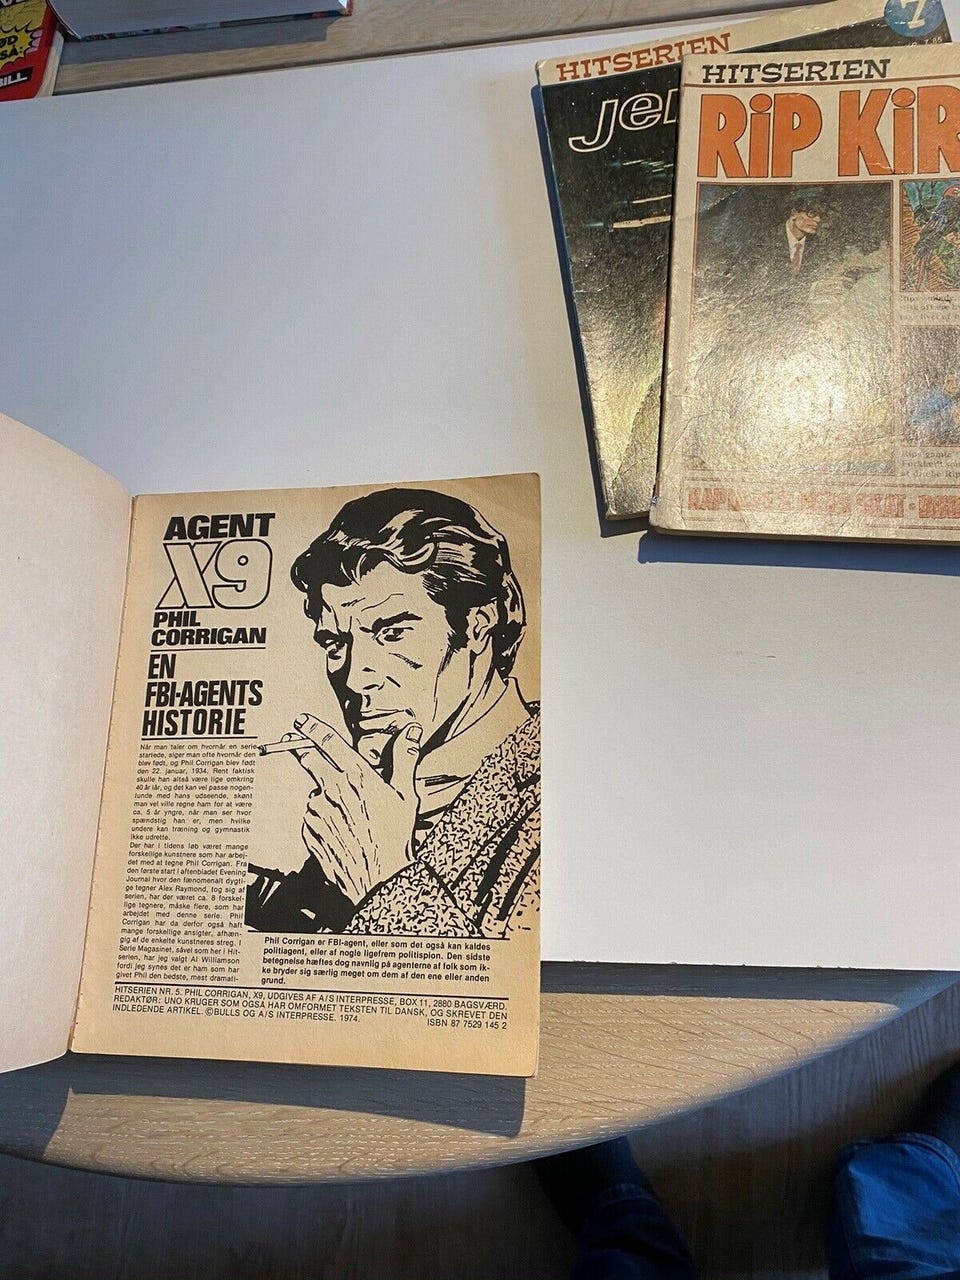 BILL
HITSERIEN
7
HITSERIEN
RiP KiR
AGENT
X9
PHIL
CORRIGAN
EN
FBI-AGENTS
HISTORIE
Når man taler om hvornår en serie
startede, siger man ofte hvornår den
blev født, og Phil Corrigan blev født
den 22. januar, 1934. Rent faktisk
skulle han altså være lige omkring
40 år iår, og det kan vel passe nogen-
lunde med hans udseende, skønt
man vel ville regne ham for at være
ca. 5 år yngre, når man ser hvor
spændstig han er, men hvilke
undere kan træning og gymnastik
ikke udrette.
Der har i tidens løb været mange
forskellige kunstnere som har arbej-
det med at tegne Phil Corrigan. Fra
den første start i aftenbladet Evening
Journal hvor den fænomenalt dygti-
ge tegner Alex Raymond, tog sig af
serien, har der været ca. 8 forskel-
lige tegnere, måske flere, som har
arbejdet med denne serie. Phil
Corrigan har da derfor også haft
mange forskellige ansigter, afhæn-
gig af de enkelte kunstneres streg. I
Serie Magasinet, såvel som her i Hit-
serien, har jeg valgt Al Williamson
fordi jeg synes det er ham som har
givet Phil den bedste, mest dramati-
Phil Corrigan er FBI-agent, eller som det også kan kaldes
politiagent, eller af nogle ligefrem politispion. Den sidste
betegnelse hæftes dog navnlig på agenterne af folk som ik-
ke bryder sig særlig meget om dem af den ene eller anden
grund.
HITSERIEN NR. 5. PHIL CORRIGAN, X9, UDGIVES AF A/S INTERPRESSE, BOX 11, 2880 BAGSVÆRD,
REDAKTØR: UNO KRUGER SOM OGSÅ HAR OMFORMET TEKSTEN TIL DANSK, OG SKREVET DEN
INDLEDENDE ARTIKEL. ©BULLS OG A/S INTERPRESSE. 1974.
ISBN 87 7529 145 2